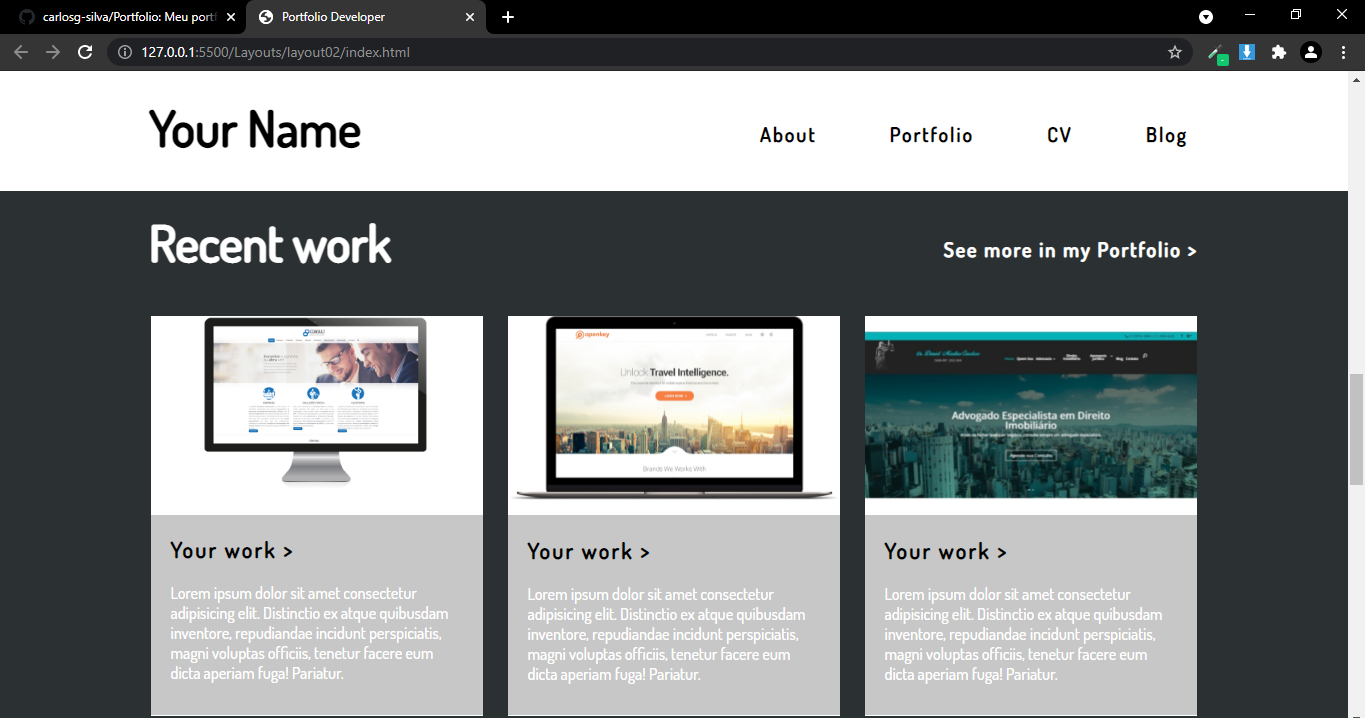 carlosg-silva/Portfolio: Meu portf
Portfolio Developer
127.0.0.1:5500/Layouts/layout02/index.html
Your Name
About
Portfolio
CV
Blog
Recent work
See more in my Portfolio >
openkey
Unlock Travel Intelligence.
Brands We Works With
Advogado Especialista em Direito
Imobiliário
Agende sua Consulta
Your work >
Lorem ipsum dolor sit amet consectetur
adipisicing elit. Distinctio ex atque quibusdam
inventore, repudiandae incidunt perspiciatis,
magni voluptas officiis, tenetur facere eum
dicta aperiam fuga! Pariatur.
Your work >
Lorem ipsum dolor sit amet consectetur
adipisicing elit. Distinctio ex atque quibusdam
inventore, repudiandae incidunt perspiciatis,
magni voluptas officiis, tenetur facere eum
dicta aperiam fuga! Pariatur.
Your work >
Lorem ipsum dolor sit amet consectetur
adipisicing elit. Distinctio ex atque quibusdam
inventore, repudiandae incidunt perspiciatis,
magni voluptas officiis, tenetur facere eum
dicta aperiam fuga! Pariatur.